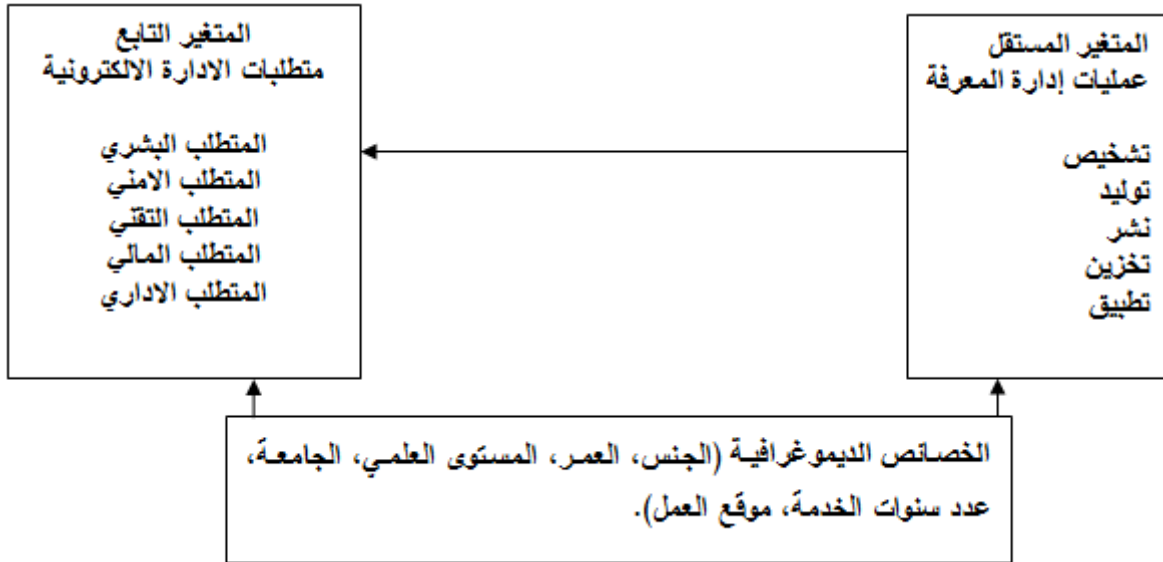 المتغير المستقل
عمليات إدارة المعرفة
تشخيص
توليد
نشر
تخزين
تطبيق
المتغير التابع
متطلبات الادارة الالكترونية
المتطلب البشري
المتطلب الامني
المتطلب التقني
المتطلب المالي
المتطلب الاداري
الخصائص الديموغرافية (الجنس، العمر، المستوى العلمي، الجامعة،
عدد سنوات الخدمة، موقع العمل).